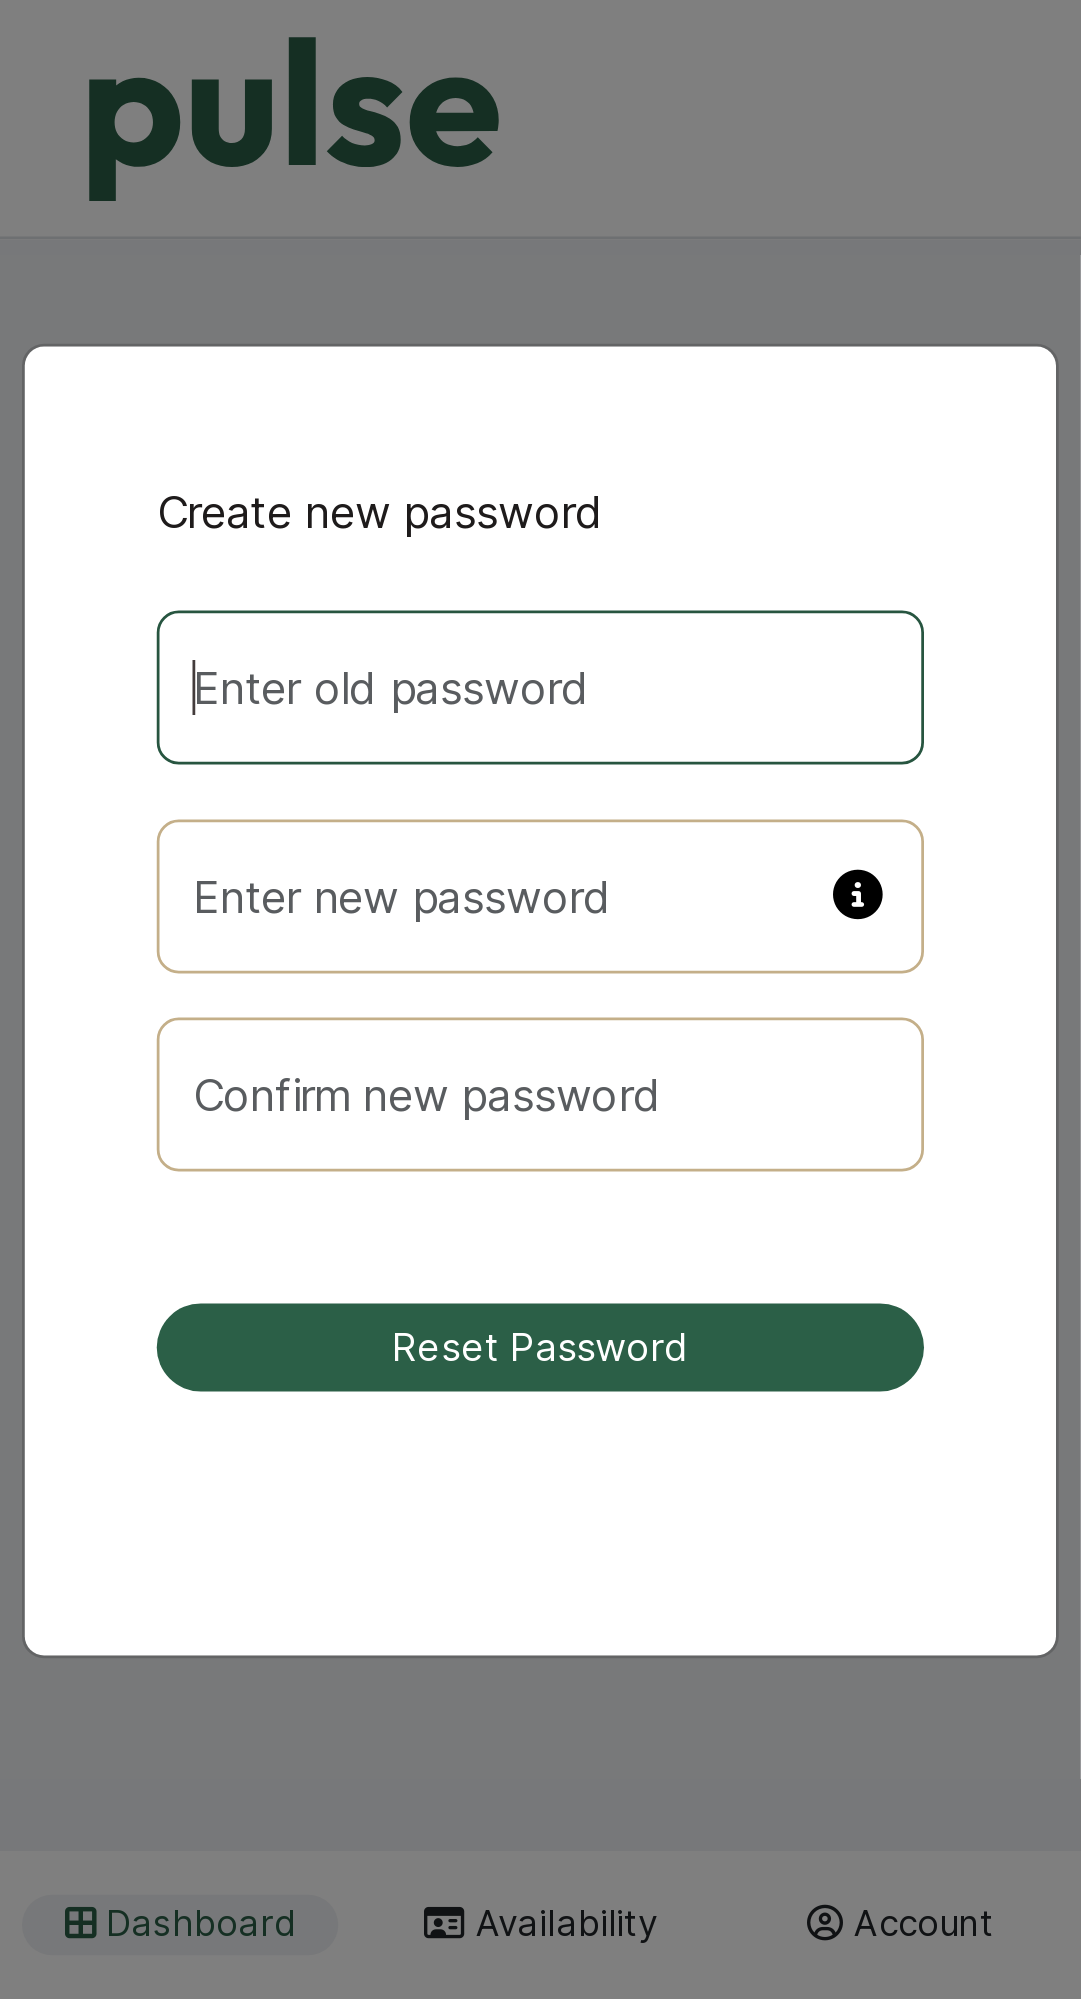 pulse
Create new password
Enter old password
Enter new password
Confirm new password
Reset Password
Dashboard Availability Account